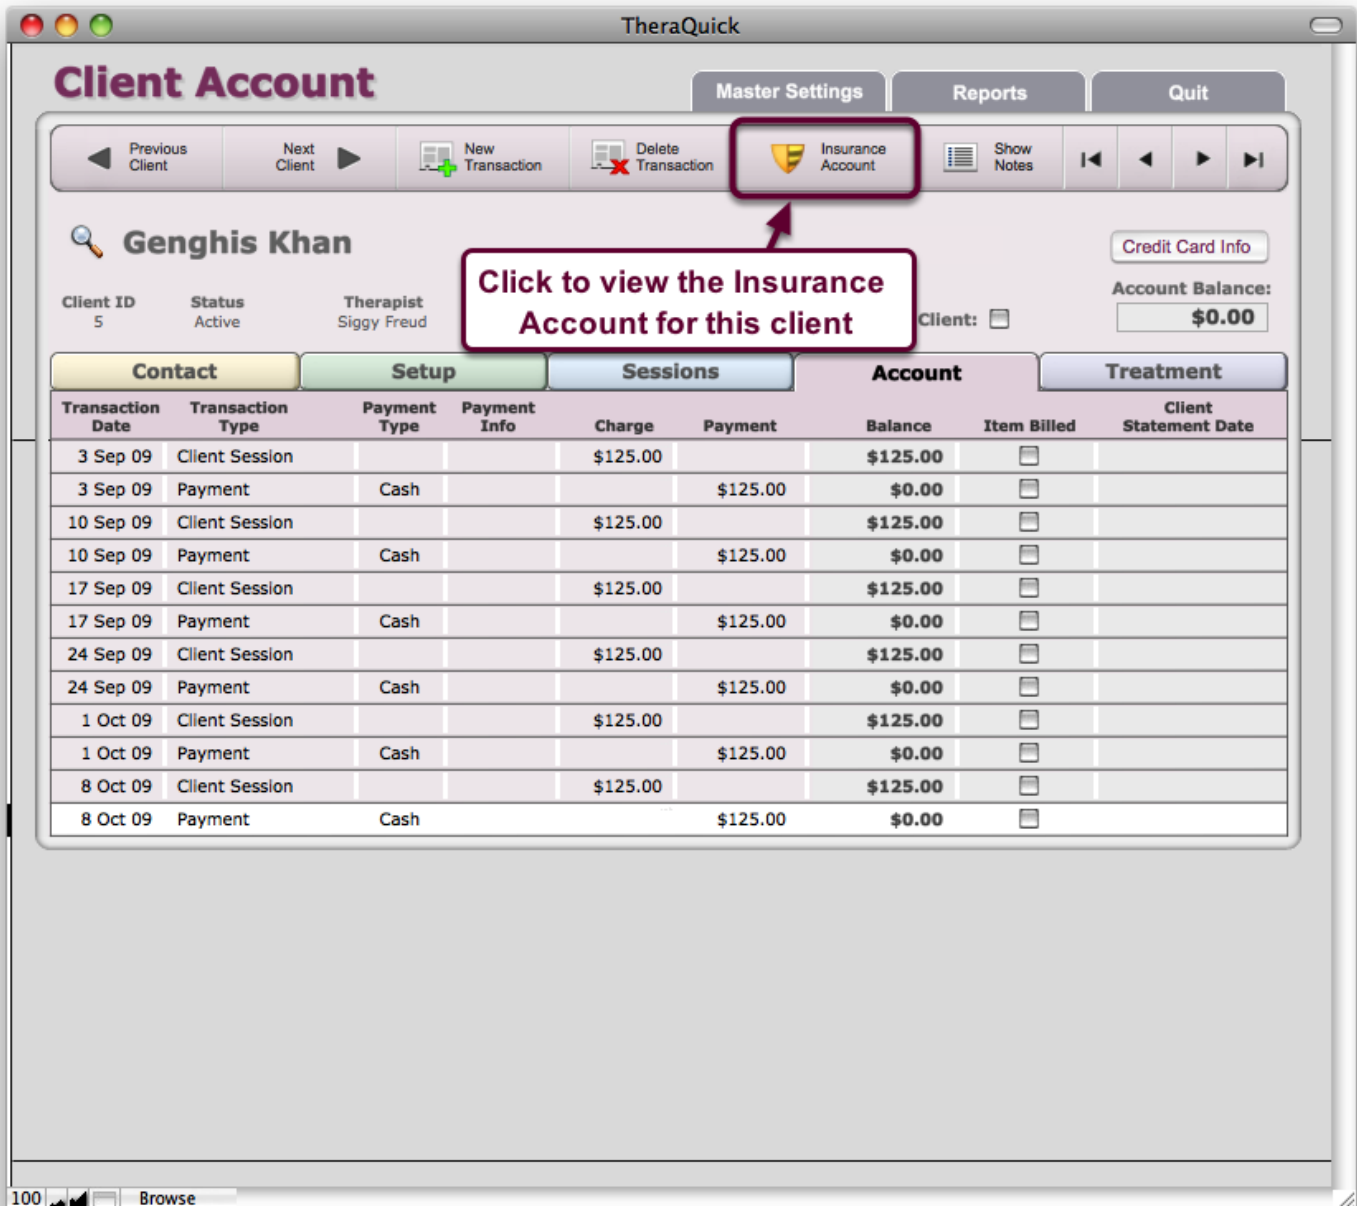 TheraQuick
Client Account
Master Settings
Reports
Quit
Previous
Client
Next
Client
New
Transaction
Delete
Transaction
Insurance
Account
Show
Notes
Genghis Khan
Credit Card Info
Click to view the Insurance
Account for this client
Client ID
5
Status
Active
Therapist
Siggy Freud
Client:
Account Balance:
$0.00
Contact Setup Sessions Account Treatment
Transaction Date Transaction Type Payment Type Payment Info Charge Payment Balance Item Billed Client Statement Date
3 Sep 09 Client Session $125.00 $125.00
3 Sep 09 Payment Cash $125.00 $0.00
10 Sep 09 Client Session $125.00 $125.00
10 Sep 09 Payment Cash $125.00 $0.00
17 Sep 09 Client Session $125.00 $125.00
17 Sep 09 Payment Cash $125.00 $0.00
24 Sep 09 Client Session $125.00 $125.00
24 Sep 09 Payment Cash $125.00 $0.00
1 Oct 09 Client Session $125.00 $125.00
1 Oct 09 Payment Cash $125.00 $0.00
8 Oct 09 Client Session $125.00 $125.00
8 Oct 09 Payment Cash $125.00 $0.00
100 Browse